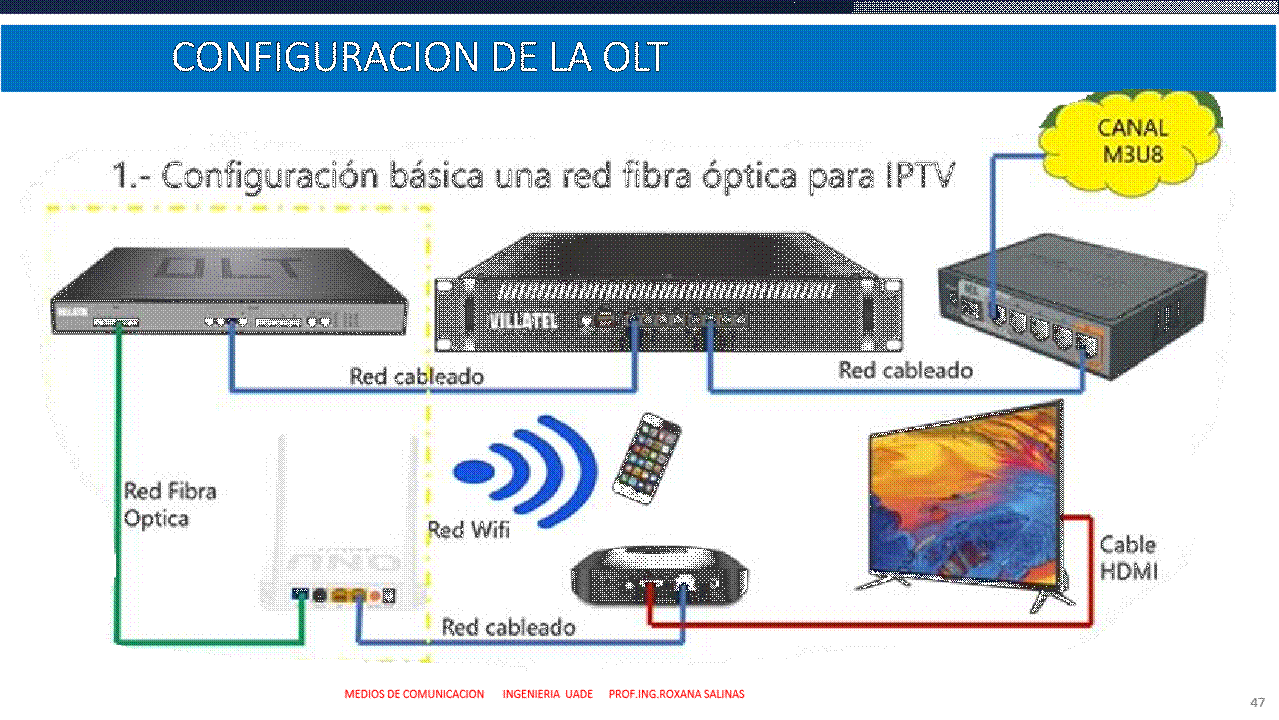 CONFIGURACION DE LA OLT
CANAL
M3U8
1.- Configuración básica una red fibra óptica para IPTV
OLT
VILLATEL
VILLATEL
Red cableado
Red cableado
Red Fibra
Optica
Red Wifi
ONU
Cable
HDMI
Red cableado
MEDIOS DE COMUNICACION INGENIERIA UADE PROF.ING.ROXANA SALINAS
47